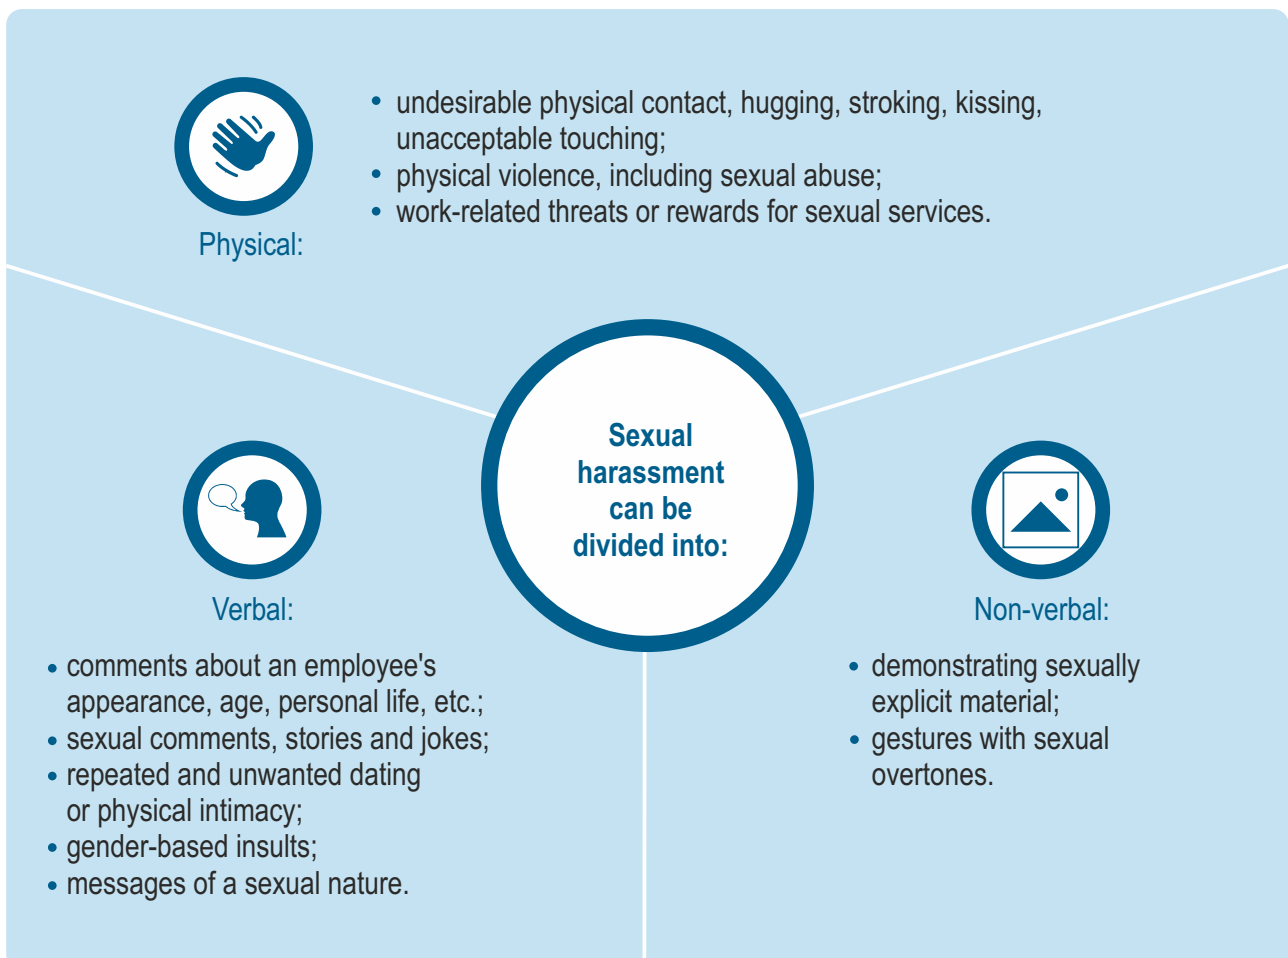 • undesirable physical contact, hugging, stroking, kissing,
unacceptable touching;
• physical violence, including sexual abuse;
• work-related threats or rewards for sexual services.
Physical:
Sexual
harassment
can be
divided into:
Verbal:
• comments about an employee's
appearance, age, personal life, etc.;
• sexual comments, stories and jokes;
• repeated and unwanted dating
or physical intimacy;
• gender-based insults;
• messages of a sexual nature.
Non-verbal:
• demonstrating sexually
explicit material;
• gestures with sexual
overtones.